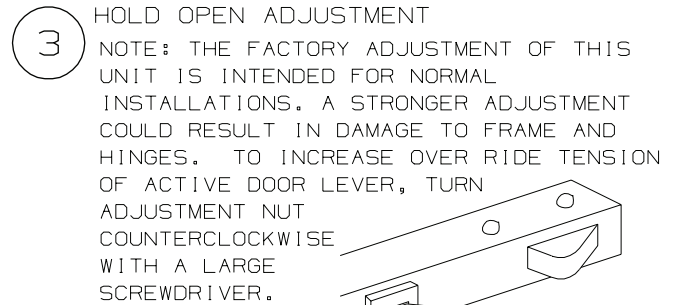 3 HOLD OPEN ADJUSTMENT
NOTE: THE FACTORY ADJUSTMENT OF THIS
UNIT IS INTENDED FOR NORMAL
INSTALLATIONS. A STRONGER ADJUSTMENT
COULD RESULT IN DAMAGE TO FRAME AND
HINGES. TO INCREASE OVER RIDE TENSION
OF ACTIVE DOOR LEVER, TURN
ADJUSTMENT NUT
COUNTERCLOCKWISE
WITH A LARGE
SCREWDRIVER.